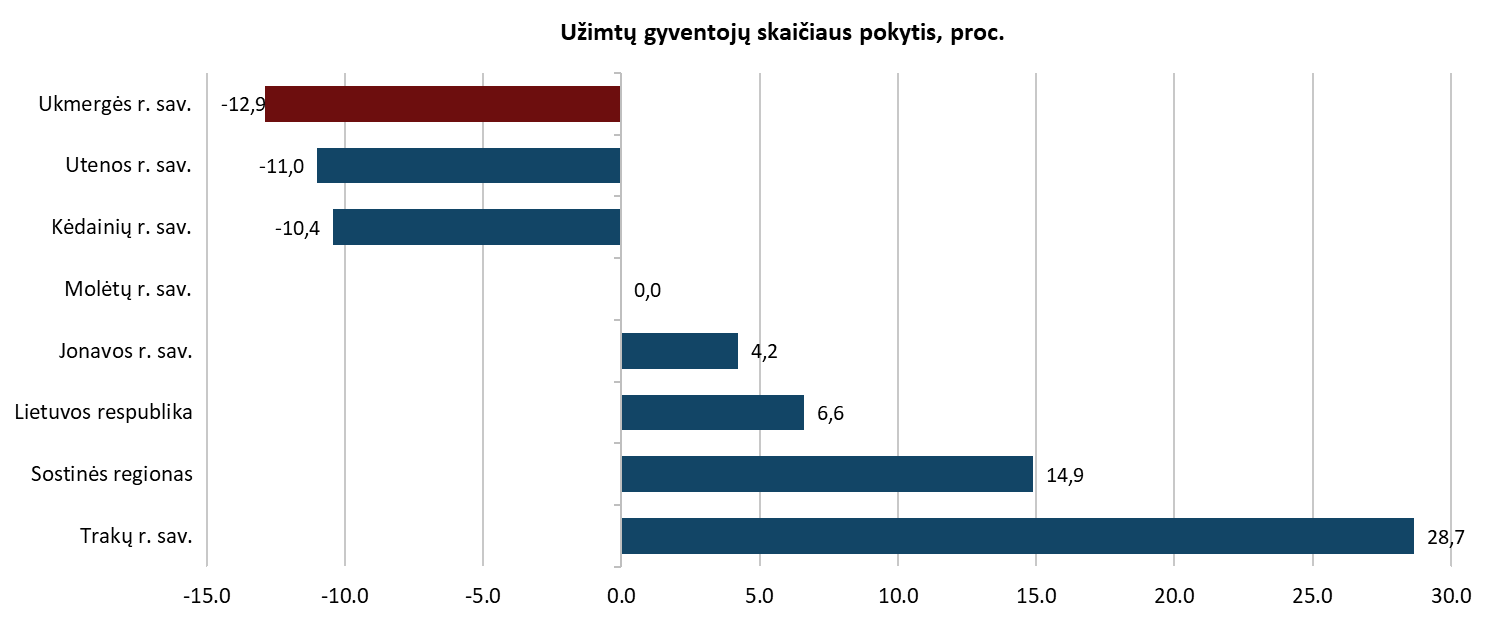 Užimtų gyventojų skaičiaus pokytis, proc.
Ukmergės r. sav. -12,9
Utenos r. sav. -11,0
Kėdainių r. sav. -10,4
Molėtų r. sav. 0,0
Jonavos r. sav. 4,2
Lietuvos respublika 6,6
Sostinės regionas 14,9
Trakų r. sav. 28,7
-15.0 -10.0 -5.0 0.0 5.0 10.0 15.0 20.0 25.0 30.0